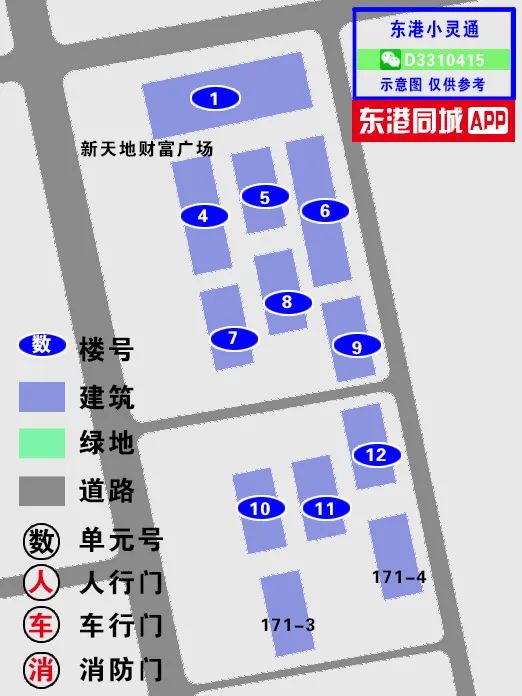 东港小灵通
D3310415
示意图 仅供参考
东港同城APP
1
新天地财富广场
5
4
6
8
7
9
数 楼号
建筑
绿地
道路
12
10
11
数 单元号
171-4
人 人行门
171-3
车 车行门
消 消防门